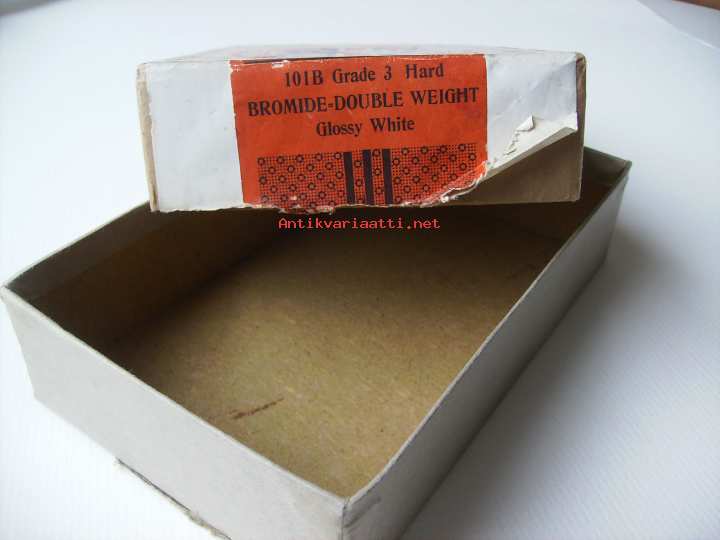 101B Grade 3 Hard
BROMIDE-DOUBLE WEIGHT
Glossy White
Antikvariaatti.net